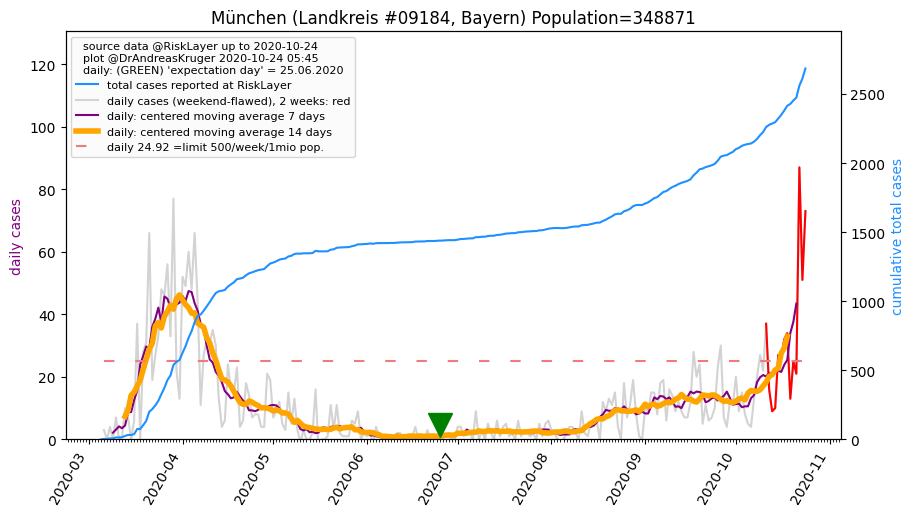 München (Landkreis #09184, Bayern) Population=348871
source data @RiskLayer up to 2020-10-24
plot @DrAndreasKruger 2020-10-24 05:45
daily: (GREEN) 'expectation day' = 25.06.2020
total cases reported at RiskLayer
daily cases (weekend-flawed), 2 weeks: red
daily: centered moving average 7 days
daily: centered moving average 14 days
daily 24.92 =limit 500/week/1mio pop.
daily cases
120
100
80
60
40
20
0
2500
2000
1500
1000
500
0
cumulative total cases
2020-03
2020-04
2020-05
2020-06
2020-07
2020-08
2020-09
2020-10
2020-11